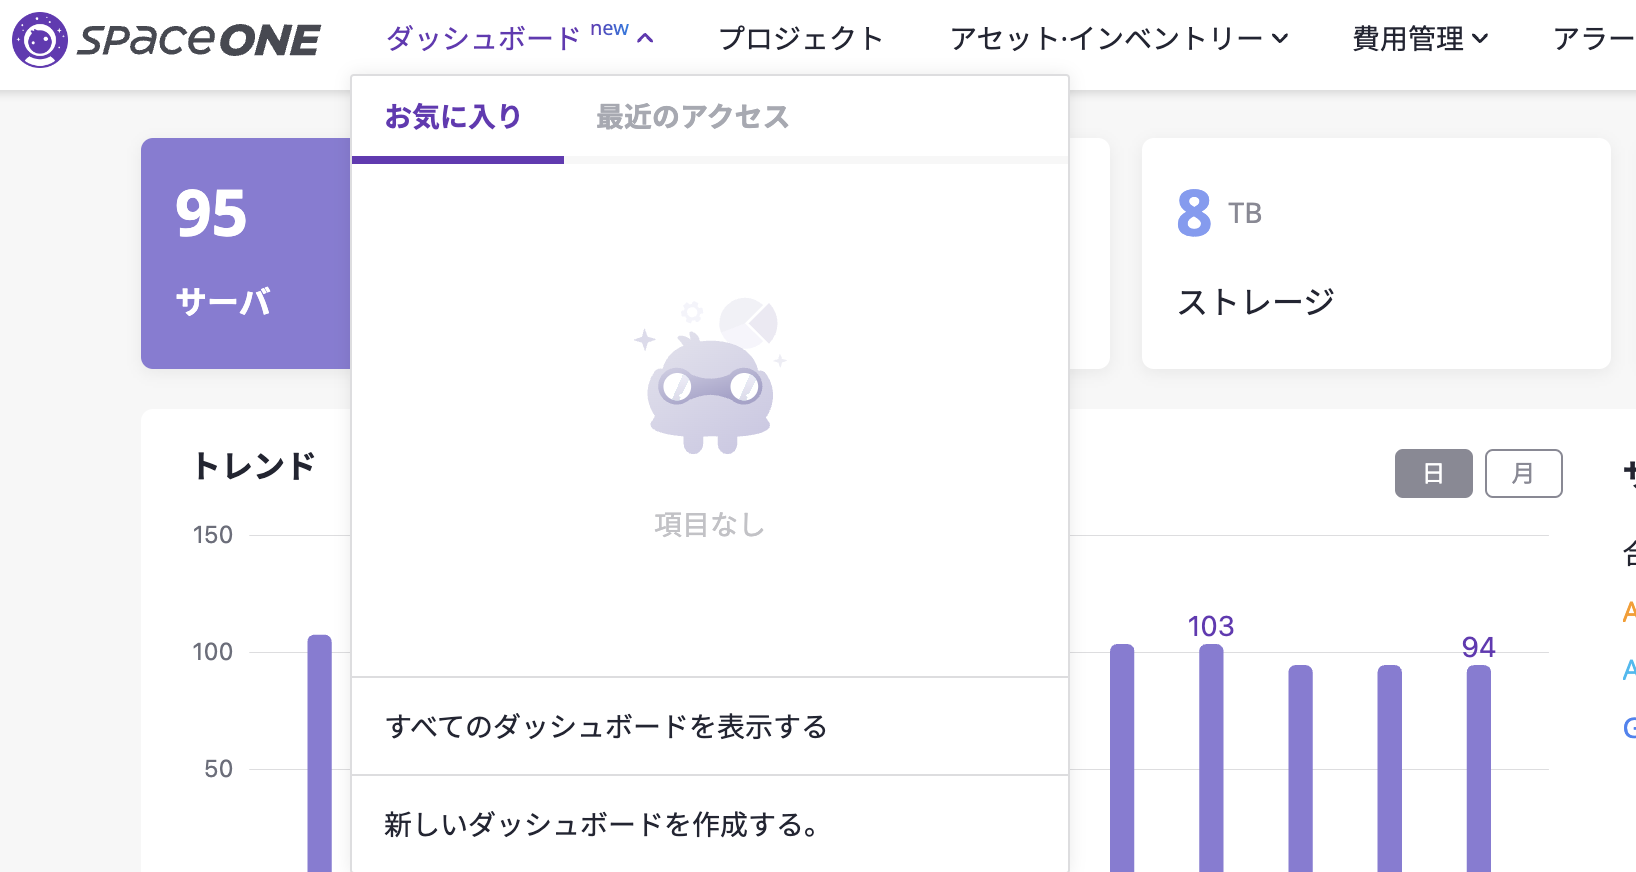 SPACEONE
ダッシュボード new
プロジェクト
アセット·インベントリー
費用管理
アラー
お気に入り
最近のアクセス
95
サーバ
8 TB
ストレージ
項目なし
トレンド
日
月
150
100
50
103
94
すべてのダッシュボードを表示する
新しいダッシュボードを作成する。